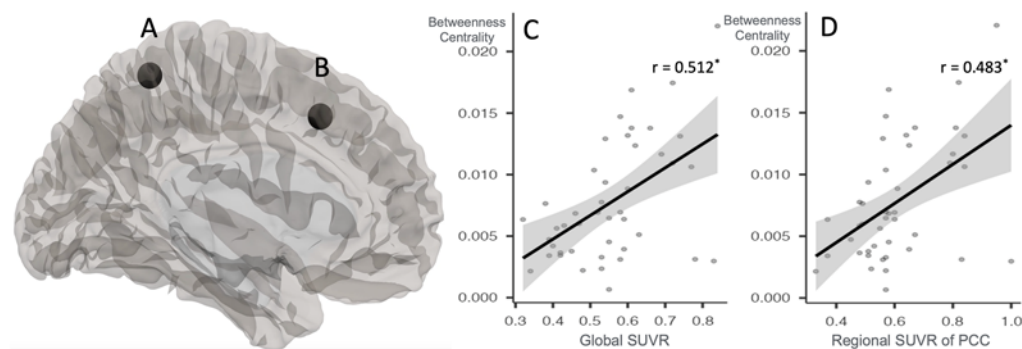 A
B
Betweenness
Centrality
C
r = 0.512*
0.020
0.015
0.010
0.005
0.000
0.3 0.4 0.5 0.6 0.7 0.8
Global SUVR
Betweenness
Centrality
D
r = 0.483*
0.020
0.015
0.010
0.005
0.000
0.4 0.6 0.8 1.0
Regional SUVR of PCC